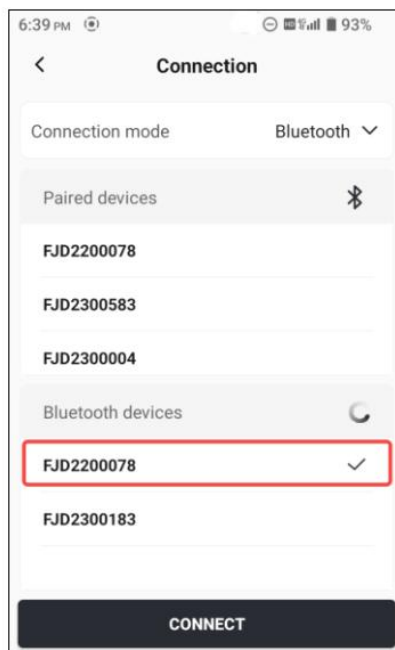 6:39 PM 93%
Connection
Connection mode Bluetooth
Paired devices
FJD2200078
FJD2300583
FJD2300004
Bluetooth devices
FJD2200078
FJD2300183
CONNECT